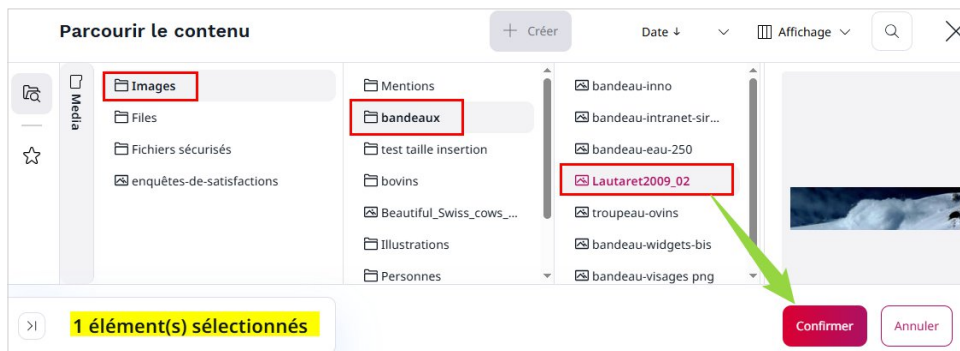 Parcourir le contenu
+ Créer
Date ↓
Affichage
Media
Images
Files
Fichiers sécurisés
enquêtes-de-satisfactions
Mentions
bandeaux
test taille insertion
bovins
Beautiful_Swiss_cows_...
Illustrations
Personnes
bandeau-inno
bandeau-intranet-sir...
bandeau-eau-250
Lautaret2009_02
troupeau-ovins
bandeau-widgets-bis
bandeau-visages png
1 élément(s) sélectionnés
Confirmer
Annuler